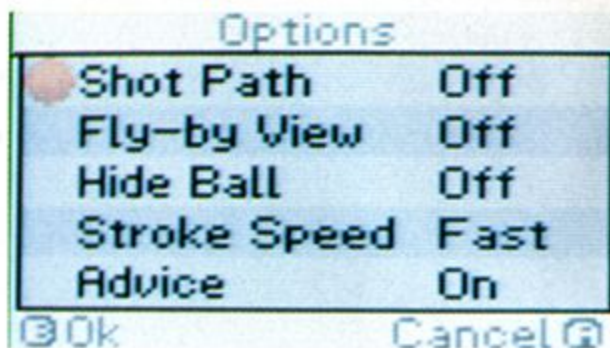 Options
Shot Path Off
Fly-by View Off
Hide Ball Off
Stroke Speed Fast
Advice On
Ok Cancel